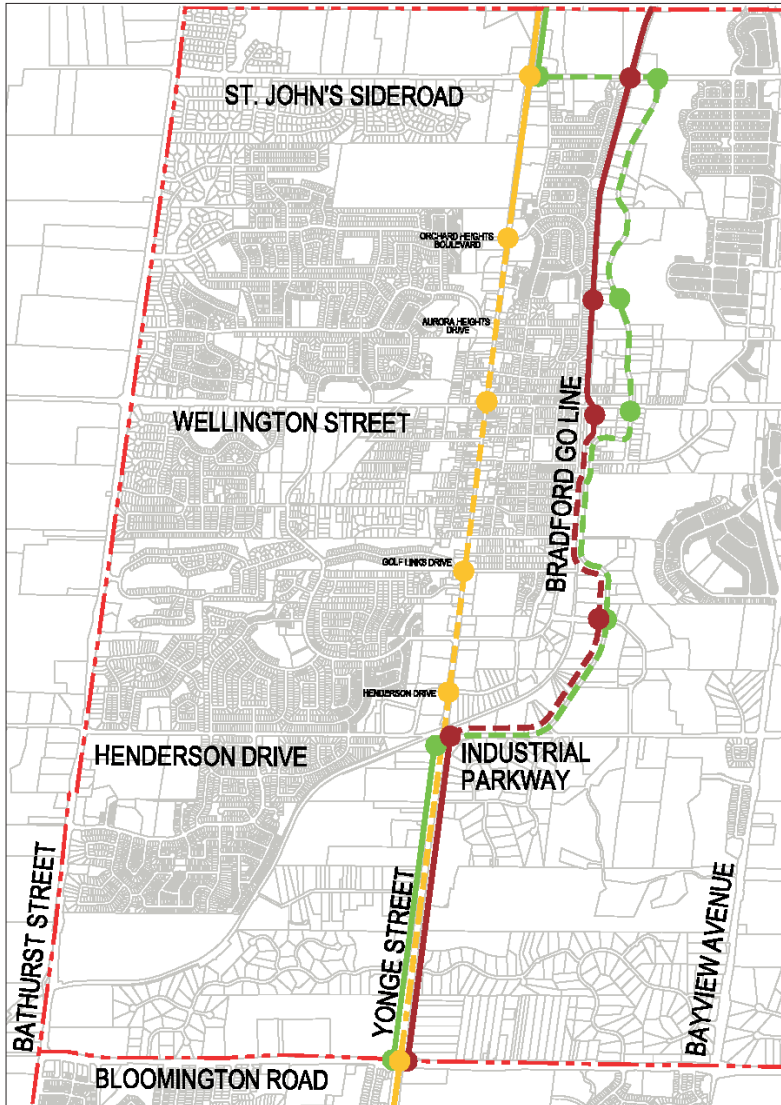 ST. JOHN'S SIDEROAD
ORCHARD HEIGHTS
BOULEVARD
AURORA HEIGHTS
DRIVE
WELLINGTON STREET
BRADFORD GO LINE
GOLF LINKS DRIVE
HENDERSON DRIVE
HENDERSON DRIVE
INDUSTRIAL
PARKWAY
BATHURST STREET
YONGE STREET
BAYVIEW AVENUE
BLOOMINGTON ROAD